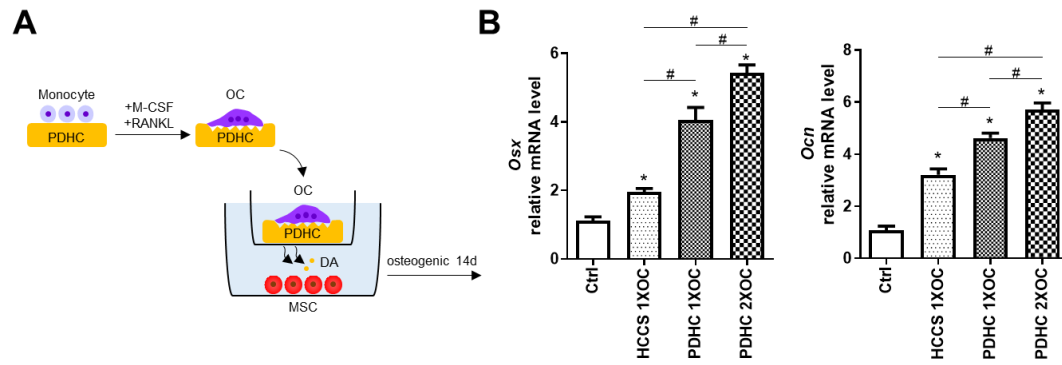 A
Monocyte
PDHC
+M-CSF
+RANKL
OC
PDHC
OC
PDHC
DA
MSC
osteogenic 14d
B
Osx
relative mRNA level
6
4
2
0
#
#
#
*
*
*
Ctrl
HCCS 1XOC
PDHC 1XOC
PDHC 2XOC
Ocn
relative mRNA level
8
6
4
2
0
#
#
#
*
*
*
Ctrl
HCCS 1XOC
PDHC 1XOC
PDHC 2XOC